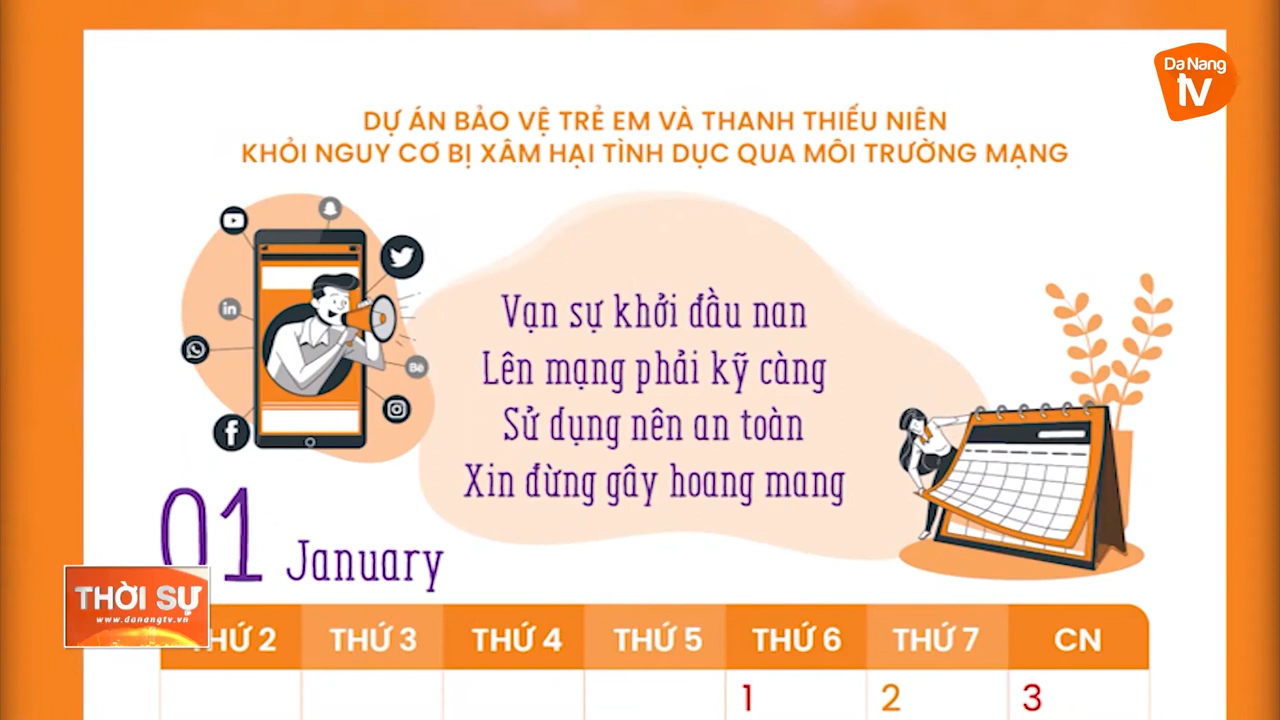 Da Nang
tv
DỰ ÁN BẢO VỆ TRẺ EM VÀ THANH THIẾU NIÊN
KHỎI NGUY CƠ BỊ XÂM HẠI TÌNH DỤC QUA MÔI TRƯỜNG MẠNG
in
Bē
Vạn sự khởi đầu nan
Lên mạng phải kỹ càng
Sử dụng nên an toàn
Xin đừng gây hoang mang
01 January
THỜI SỰ
www.danangtv.vn
THỨ 2 THỨ 3 THỨ 4 THỨ 5 THỨ 6 THỨ 7 CN
1 2 3